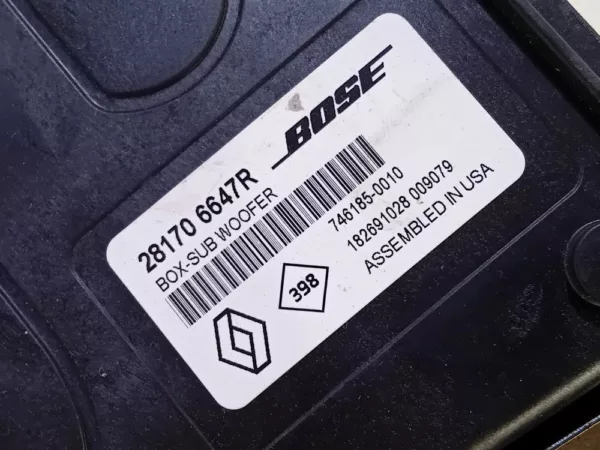 BOSE
28170 6647R
BOX-SUB WOOFER
746185-0010
182691028 009079
ASSEMBLED IN USA
398